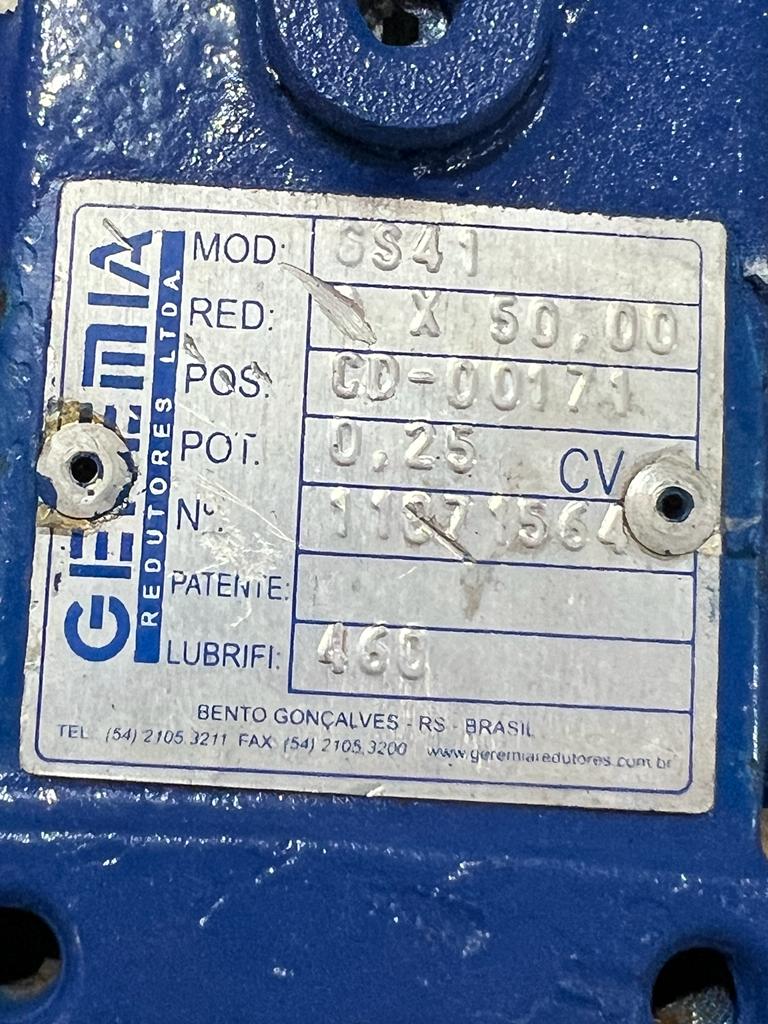 GEREMIA
REDUTORES LTDA
MOD: GS41
RED: X 50,00
POS: CD-00171
POT. 0,25 CV
Nº.
PATENTE:
LUBRIFI: 460
BENTO GONÇALVES - RS - BRASIL
TEL (54) 2105.3211 FAX (54) 2105.3200 www.geremiaredutores.com.br